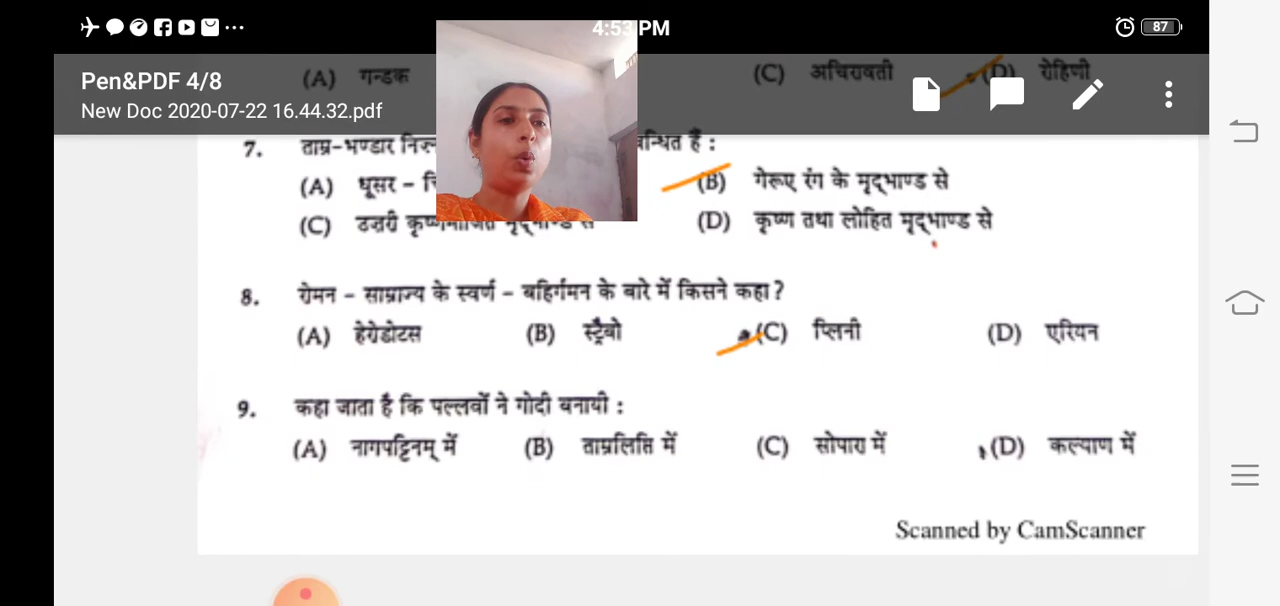 4:53 PM
87
Pen&PDF 4/8
New Doc 2020-07-22 16.44.32.pdf
(A) गन्डक (C) अचिरावती (D) रोहिणी
7. ताम्र-भण्डार हैं :
(A) धूसर - (B) गेरूए रंग के मृद्भाण्ड से
(C) उत्तरी (D) कृष्ण तथा लोहित मृद्भाण्ड से
8. रोमन - साम्राज्य के स्वर्ण - बहिर्गमन के बारे में किसने कहा?
(A) हेरोडोटस (B) स्ट्रैबो (C) प्लिनी (D) एरियन
9. कहा जाता है कि पल्लवों ने गोदी बनायी :
(A) नागपट्टिनम् में (B) ताम्रलिप्ति में (C) सोपारा में (D) कल्याण में
Scanned by CamScanner